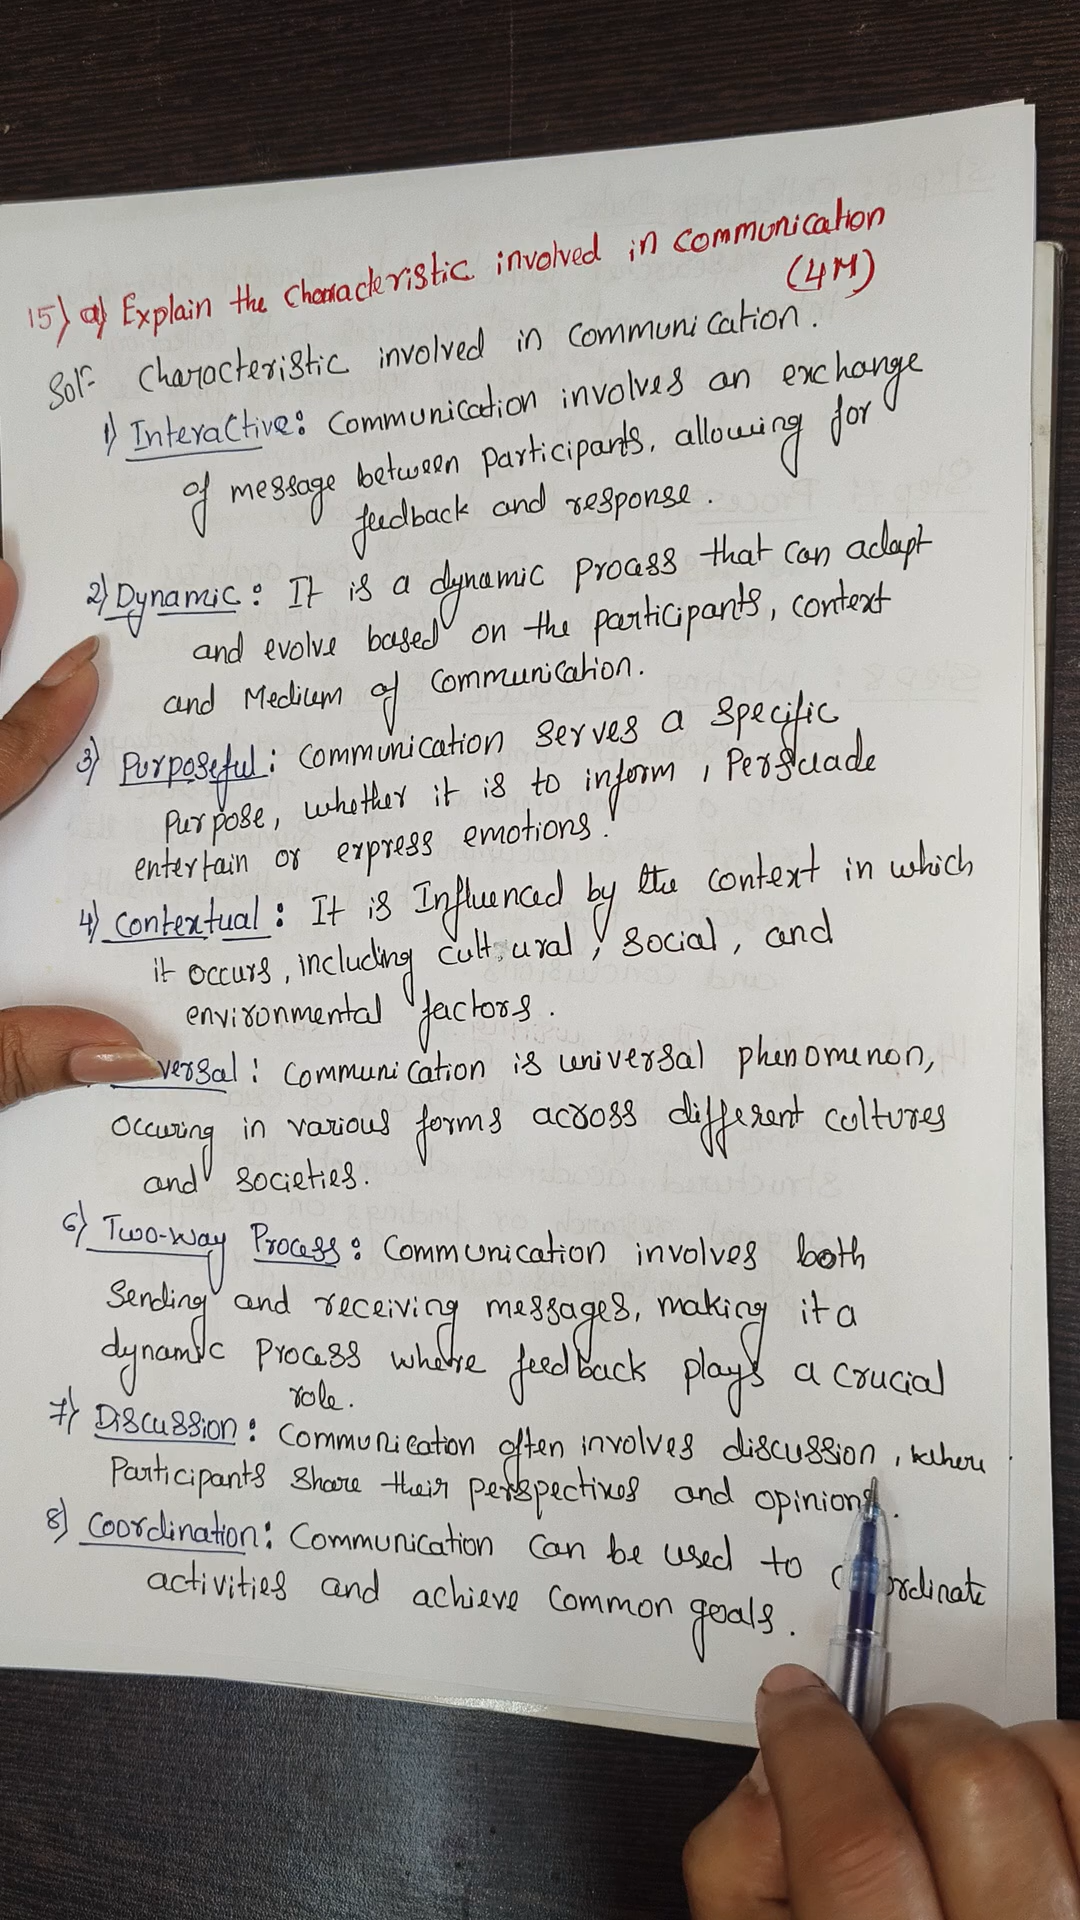 15) a) Explain the characteristic involved in communication
(4M)
Sol:- Characteristic involved in communication.
1) Interactive: Communication involves an exchange
of message between participants, allowing for
feedback and response.
2) Dynamic: It is a dynamic process that can adapt
and evolve based on the participants, context
and Medium of communication.
3) Purposeful: Communication serves a specific
purpose, whether it is to inform, Persuade
entertain or express emotions.
4) Contextual: It is Influenced by the context in which
it occurs, including cultural, social, and
environmental factors.
versal: Communication is universal phenomenon,
occuring in various forms across different cultures
and societies.
6) Two-way Process: Communication involves both
Sending and receiving messages, making it a
dynamic Process where feedback plays a crucial
role.
7) Discussion: Communication often involves discussion, where
Participants share their perspectives and opinions.
8) Coordination: Communication can be used to coordinate
activities and achieve common goals.